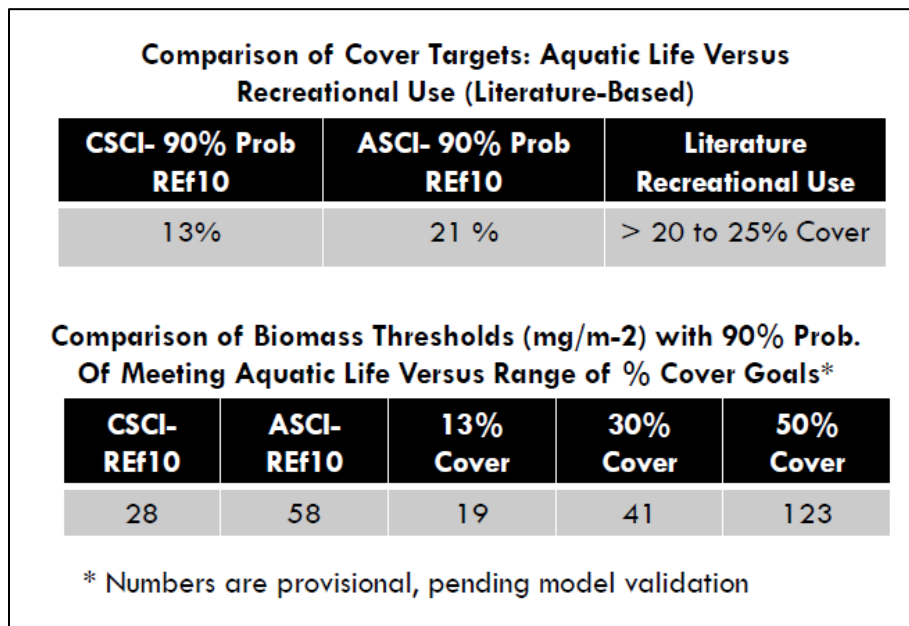 Comparison of Cover Targets: Aquatic Life Versus
Recreational Use (Literature-Based)
CSCI- 90% Prob ASCI- 90% Prob Literature
REf10 REf10 Recreational Use
13% 21 % > 20 to 25% Cover
Comparison of Biomass Thresholds (mg/m-2) with 90% Prob.
Of Meeting Aquatic Life Versus Range of % Cover Goals*
CSCI- ASCI- 13% 30% 50%
REf10 REf10 Cover Cover Cover
28 58 19 41 123
* Numbers are provisional, pending model validation